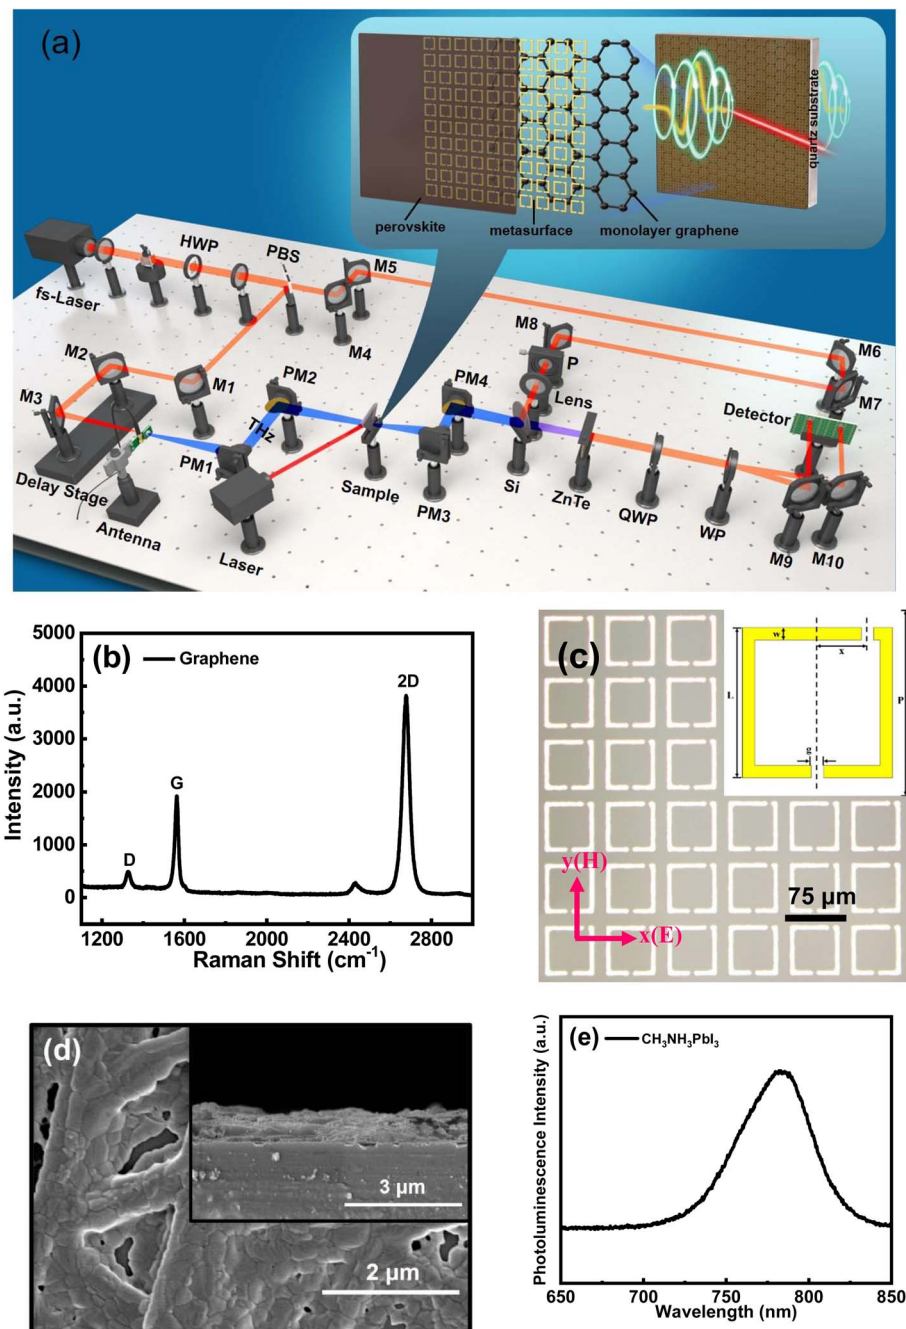 (a)
perovskite
metasurface
monolayer graphene
quartz substrate
fs-Laser
HWP
PBS
M5
M4
M8
P
M6
M7
M2
M1
M3
PM2
PM4
Lens
Detector
THz
PM1
Delay Stage
Antenna
Laser
Sample
PM3
Si
ZnTe
QWP
WP
M9
M10
(b)
Graphene
5000
4000
3000
2000
1000
0
Intensity (a.u.)
D
G
2D
1200 1600 2000 2400 2800
Raman Shift (cm⁻¹)
(c)
w
x
L
P
g
y(H)
x(E)
75 μm
(d)
3 μm
2 μm
(e)
CH₃NH₃PbI₃
Photoluminescence Intensity (a.u.)
650 700 750 800 850
Wavelength (nm)